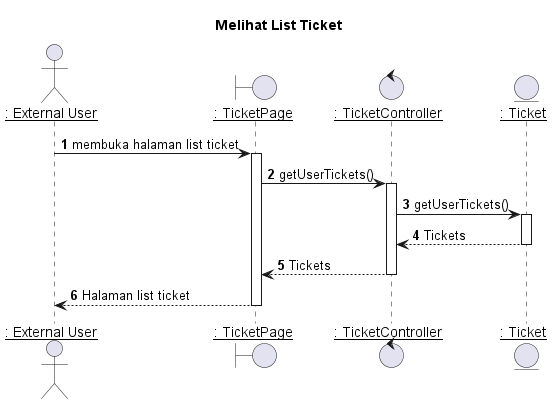 Melihat List Ticket
: External User
: TicketPage
: TicketController
: Ticket
1 membuka halaman list ticket
2 getUserTickets()
3 getUserTickets()
4 Tickets
5 Tickets
6 Halaman list ticket
: External User
: TicketPage
: TicketController
: Ticket